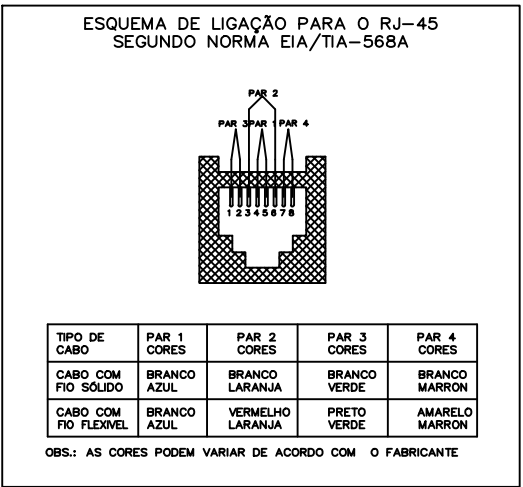 ESQUEMA DE LIGAÇÃO PARA O RJ-45
SEGUNDO NORMA EIA/TIA-568A
PAR 2
PAR 3 PAR 1 PAR 4
1 2 3 4 5 6 7 8
TIPO DE CABO PAR 1 CORES PAR 2 CORES PAR 3 CORES PAR 4 CORES
CABO COM FIO SÓLIDO BRANCO AZUL BRANCO LARANJA BRANCO VERDE BRANCO MARRON
CABO COM FIO FLEXIVEL BRANCO AZUL VERMELHO LARANJA PRETO VERDE AMARELO MARRON
OBS.: AS CORES PODEM VARIAR DE ACORDO COM O FABRICANTE